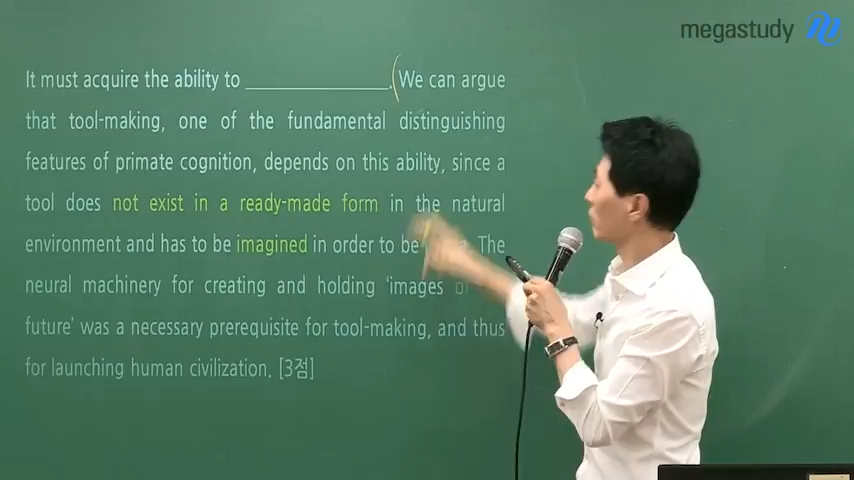 megastudy
It must acquire the ability to ____________. We can argue
that tool-making, one of the fundamental distinguishing
features of primate cognition, depends on this ability, since a
tool does not exist in a ready-made form in the natural
environment and has to be imagined in order to be The
neural machinery for creating and holding 'images
future' was a necessary prerequisite for tool-making, and thus
for launching human civilization. [3점]